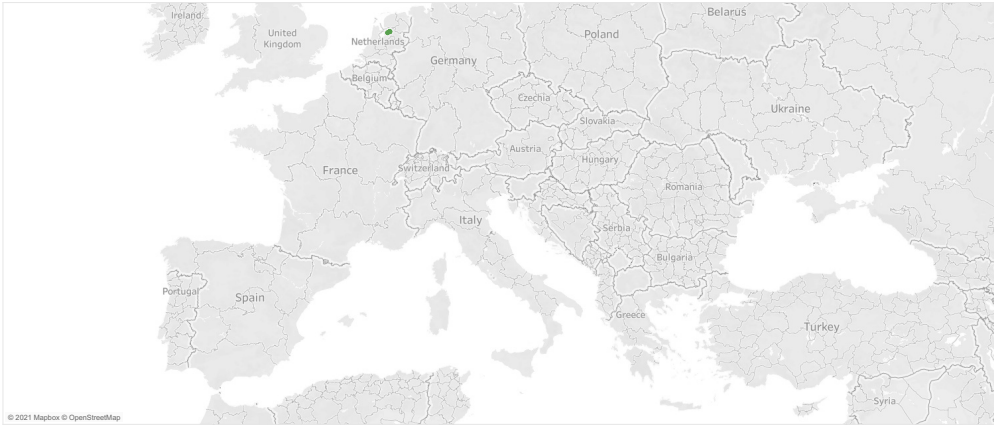 Ireland
United
Kingdom
Netherlands
Belarus
Poland
Germany
Belgium
Czechia
Ukraine
Slovakia
Austria
France
Switzerland
Hungary
Romania
Italy
Serbia
Bulgaria
Portugal
Spain
Greece
Turkey
Syria
© 2021 Mapbox © OpenStreetMap